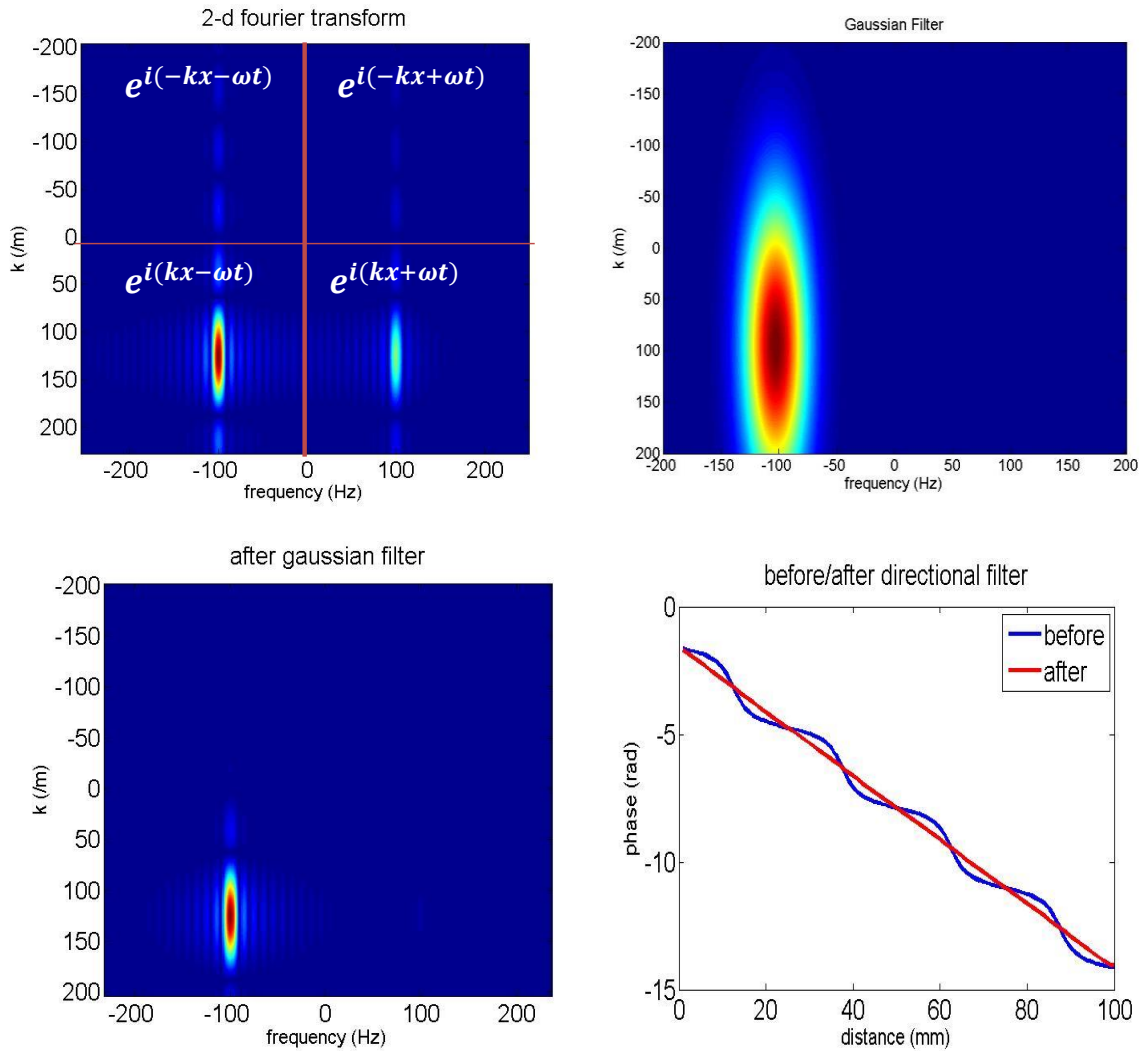 2-d fourier transform
-200
-150
-100
-50
0
50
100
150
200
k (/m)
e^{i(-kx-ωt)}
e^{i(-kx+ωt)}
e^{i(kx-ωt)}
e^{i(kx+ωt)}
-200 -100 0 100 200
frequency (Hz)
Gaussian Filter
-200
-150
-100
-50
0
50
100
150
200
k (/m)
-200 -150 -100 -50 0 50 100 150 200
frequency (Hz)
after gaussian filter
-200
-150
-100
-50
0
50
100
150
200
k (/m)
-200 -100 0 100 200
frequency (Hz)
before/after directional filter
0
-5
-10
-15
phase (rad)
before
after
0 20 40 60 80 100
distance (mm)